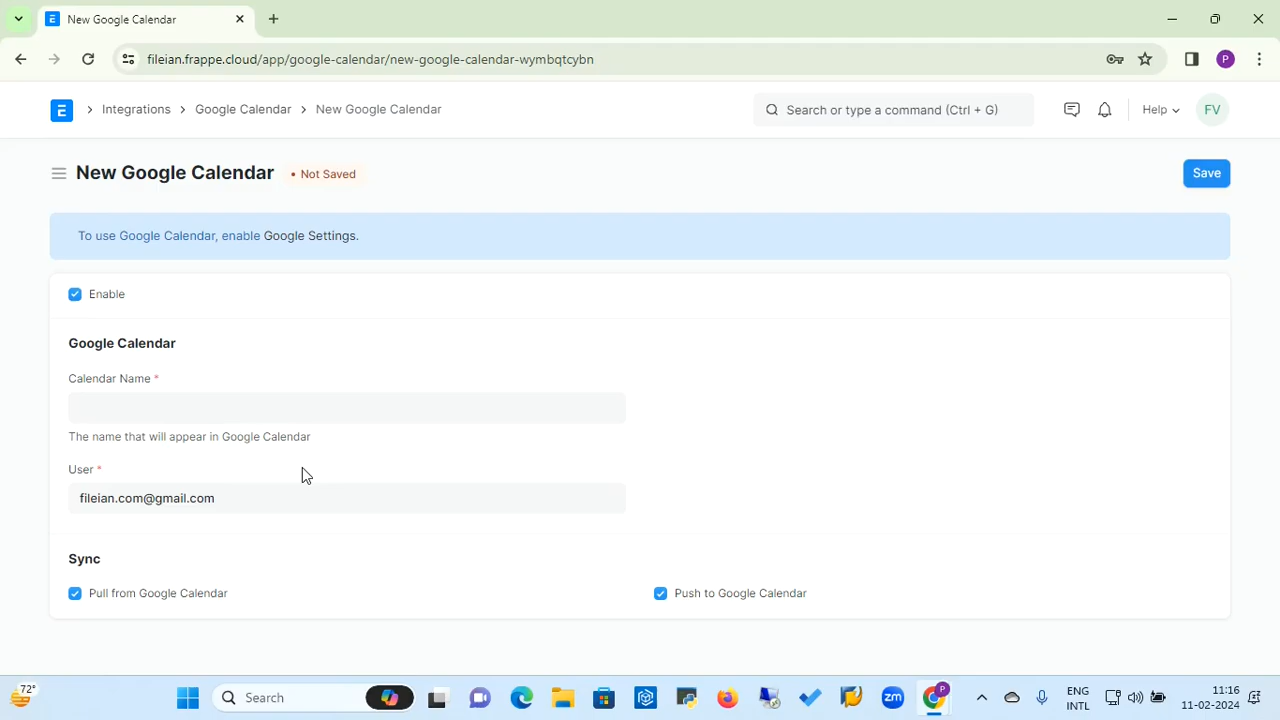 New Google Calendar
fileian.frappe.cloud/app/google-calendar/new-google-calendar-wymbqtcybn
E > Integrations > Google Calendar > New Google Calendar
Search or type a command (Ctrl + G)
Help
FV
New Google Calendar • Not Saved
Save
To use Google Calendar, enable Google Settings.
Enable
Google Calendar
Calendar Name *
The name that will appear in Google Calendar
User *
fileian.com@gmail.com
Sync
Pull from Google Calendar
Push to Google Calendar
72°
Search
zm
P
ENG
INTL
11:16
11-02-2024